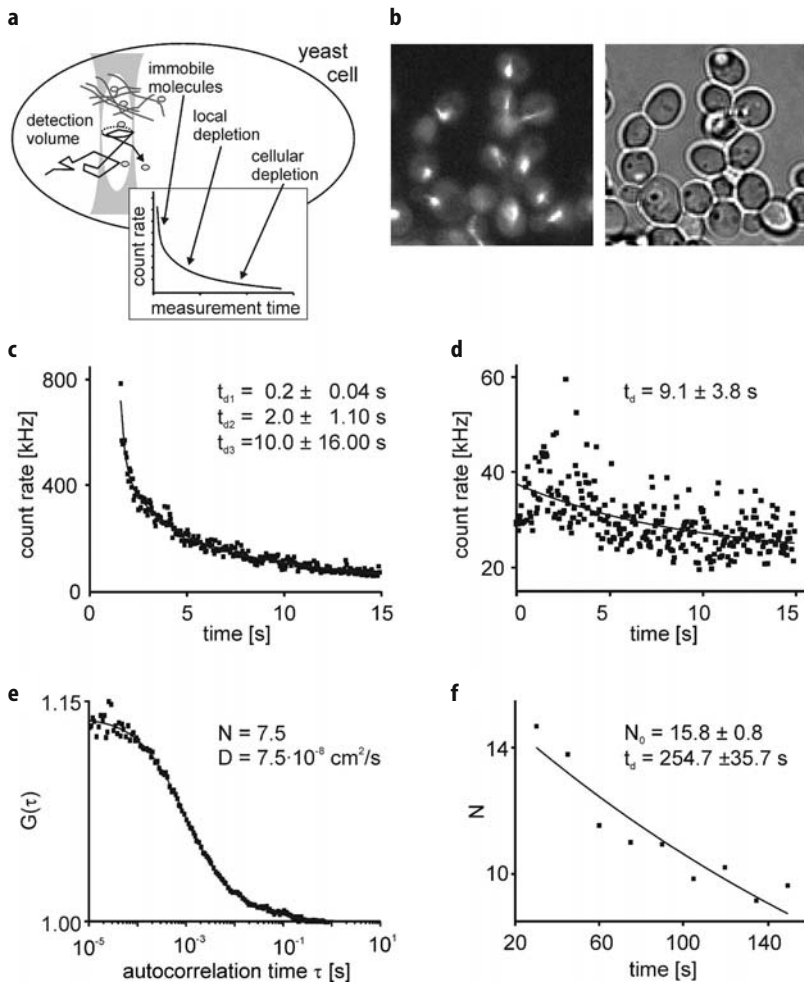 a
yeast
cell
immobile
molecules
local
depletion
cellular
depletion
detection
volume
count rate
measurement time
b
c
800
400
0
count rate [kHz]
t_d1 = 0.2 ± 0.04 s
t_d2 = 2.0 ± 1.10 s
t_d3 =10.0 ± 16.00 s
0 5 10 15
time [s]
d
60
40
20
count rate [kHz]
t_d = 9.1 ± 3.8 s
0 5 10 15
time [s]
e
1.15
1.00
G(τ)
N = 7.5
D = 7.5·10⁻⁸ cm²/s
10⁻⁵ 10⁻³ 10⁻¹ 10¹
autocorrelation time τ [s]
f
14
10
N
N₀ = 15.8 ± 0.8
t_d = 254.7 ±35.7 s
20 60 100 140
time [s]